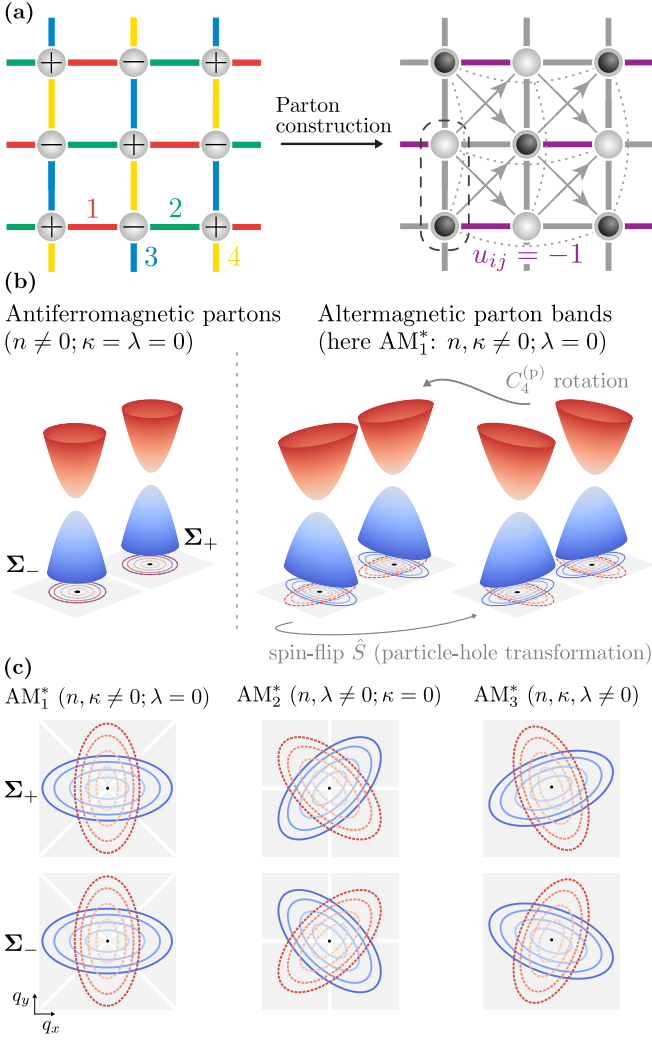 (a)
+ − +
− + −
+ − +
1 2
3 4
Parton
construction
u_{ij} = −1
(b)
Antiferromagnetic partons
(n ≠ 0; κ = λ = 0)
Altermagnetic parton bands
(here AM₁*: n, κ ≠ 0; λ = 0)
C₄⁽ᵖ⁾ rotation
Σ₊
Σ₋
spin-flip Ŝ (particle-hole transformation)
(c)
AM₁* (n, κ ≠ 0; λ = 0)
AM₂* (n, λ ≠ 0; κ = 0)
AM₃* (n, κ, λ ≠ 0)
Σ₊
Σ₋
q_y
q_x